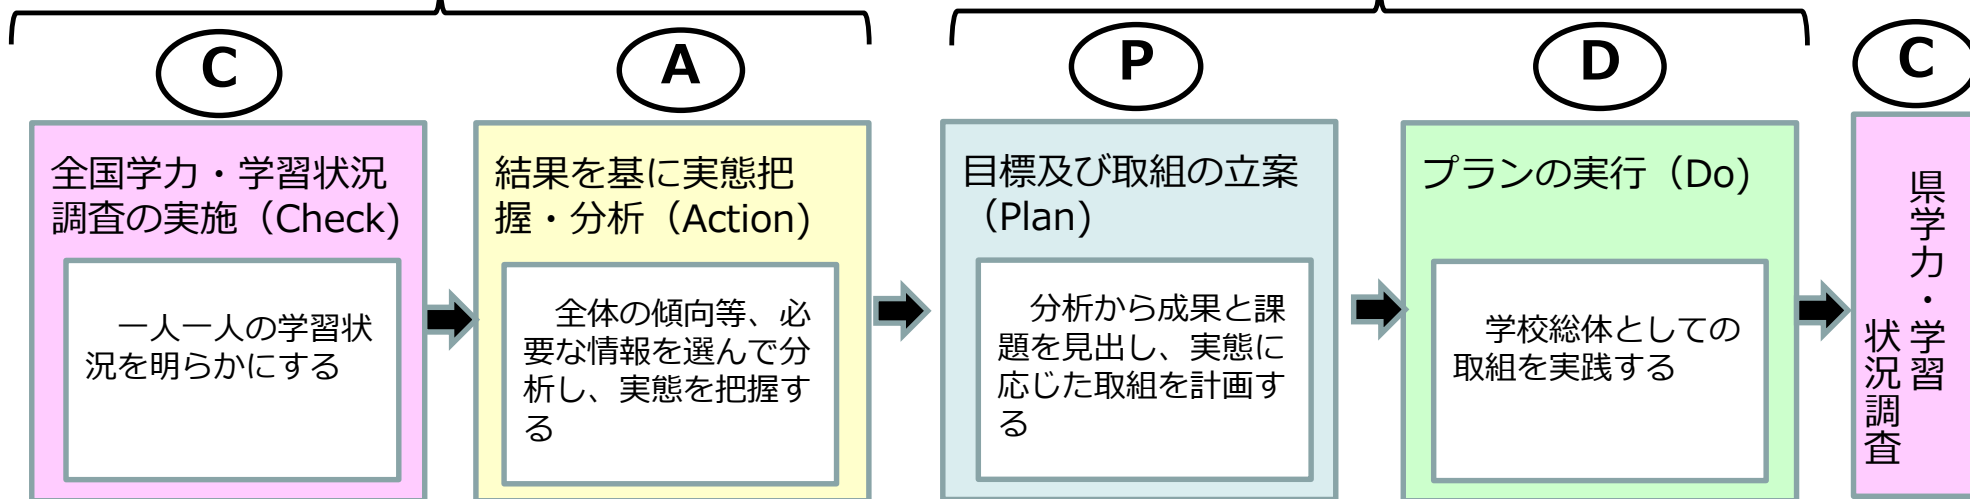 C
全国学力・学習状況
調査の実施（Check)
一人一人の学習状
況を明らかにする
A
結果を基に実態把
握・分析（Action)
全体の傾向等、必
要な情報を選んで分
析し、実態を把握す
る
P
目標及び取組の立案
（Plan)
分析から成果と課
題を見出し、実態に
応じた取組を計画す
る
D
プランの実行（Do)
学校総体としての
取組を実践する
C
県学力・学習
状況調査